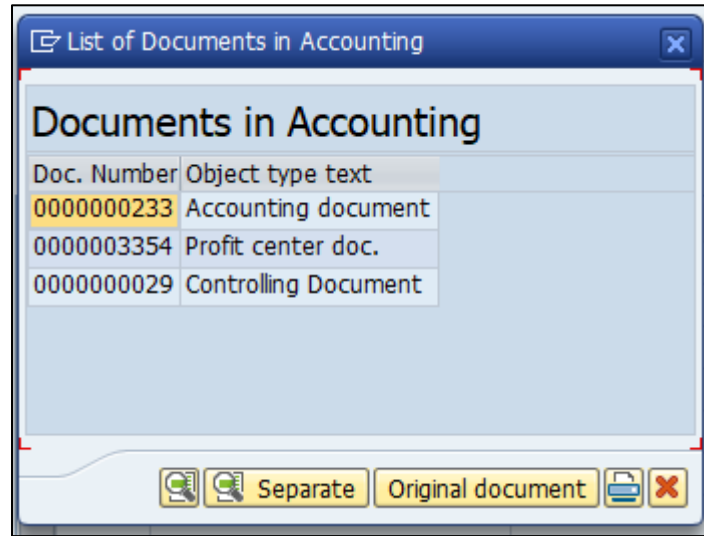 List of Documents in Accounting
Documents in Accounting
Doc. Number Object type text
0000000233 Accounting document
0000003354 Profit center doc.
0000000029 Controlling Document
Separate Original document